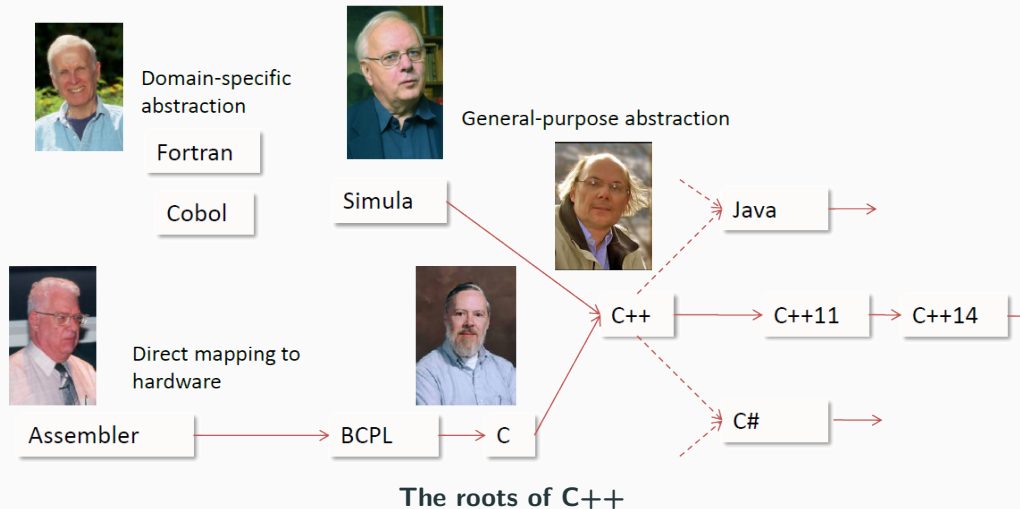 Domain-specific
abstraction
General-purpose abstraction
Fortran
Cobol
Simula
Java
C++
C++11
C++14
Direct mapping to
hardware
Assembler
BCPL
C
C#
The roots of C++